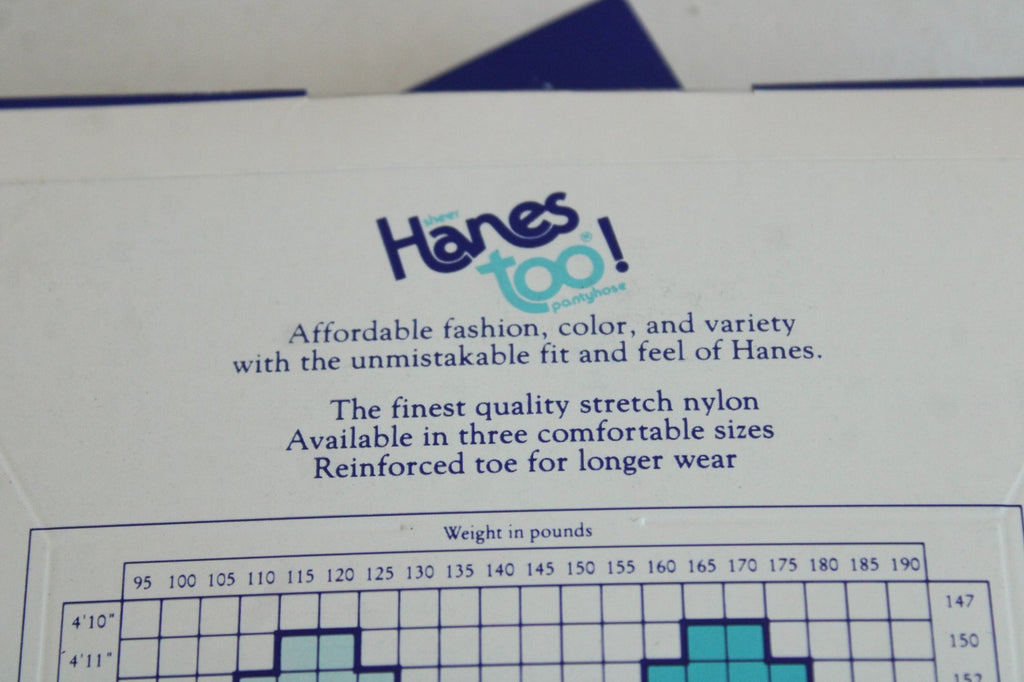 sheer
Hanes
too!®
pantyhose
Affordable fashion, color, and variety
with the unmistakable fit and feel of Hanes.
The finest quality stretch nylon
Available in three comfortable sizes
Reinforced toe for longer wear
Weight in pounds
95 100 105 110 115 120 125 130 135 140 145 150 155 160 165 170 175 180 185 190
4'10" 147
4'11" 150
152